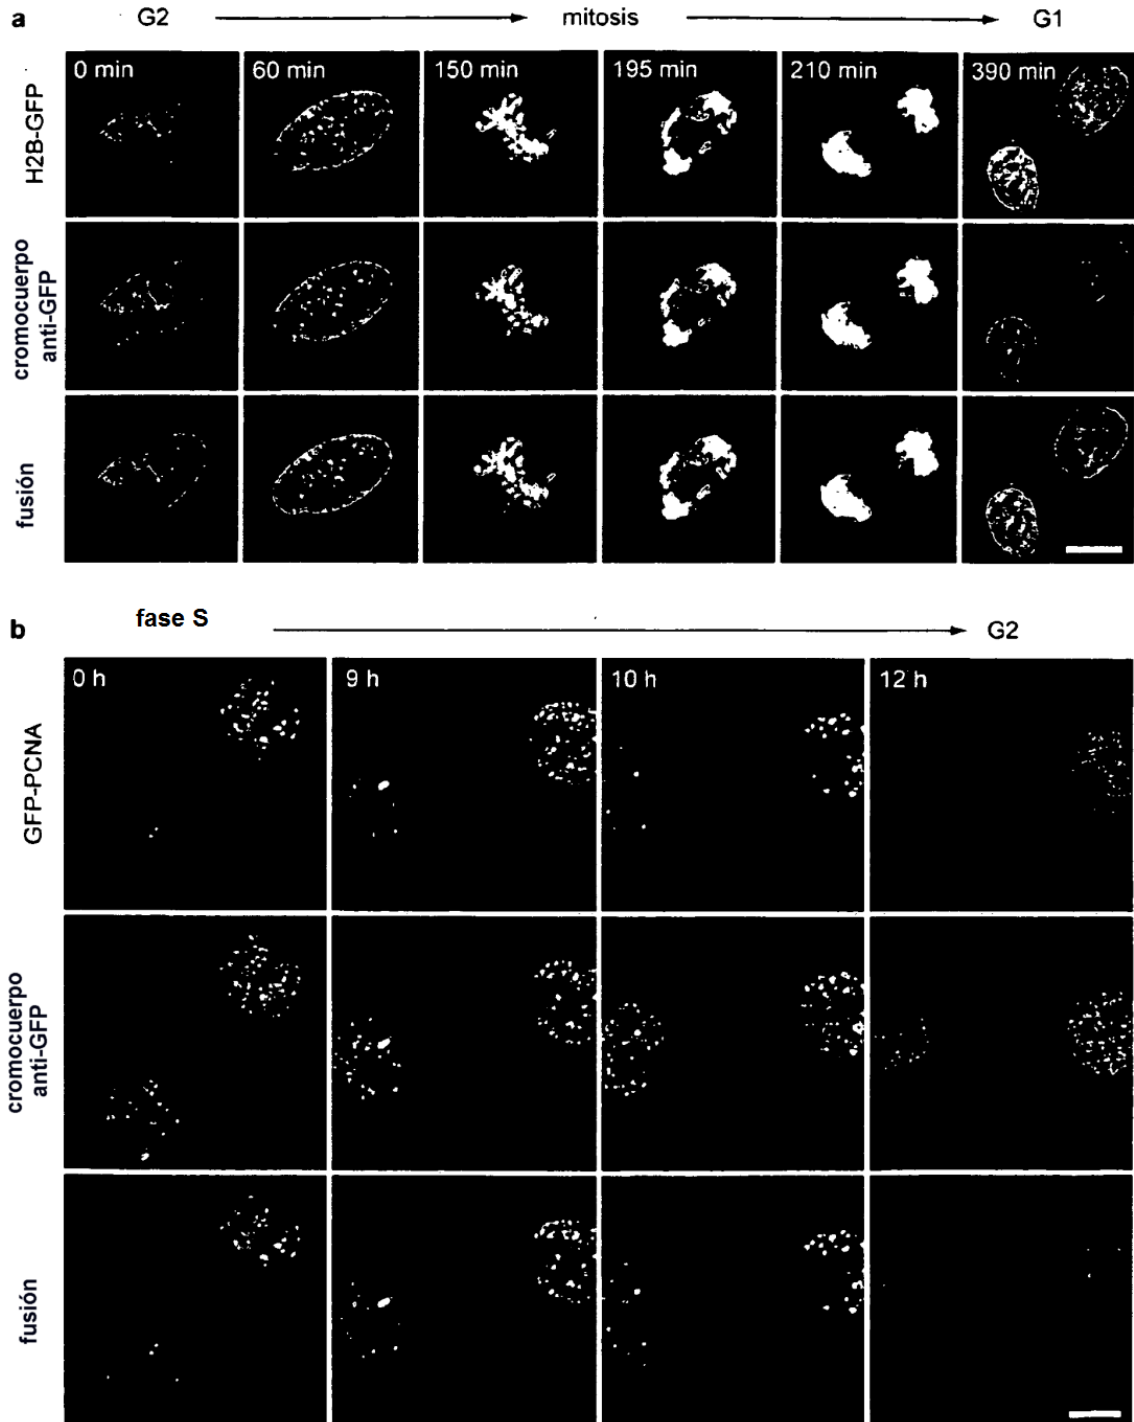 a
G2 mitosis G1
0 min 60 min 150 min 195 min 210 min 390 min
H2B-GFP
cromocuerpo
anti-GFP
fusión
b
fase S G2
0 h 9 h 10 h 12 h
GFP-PCNA
cromocuerpo
anti-GFP
fusión